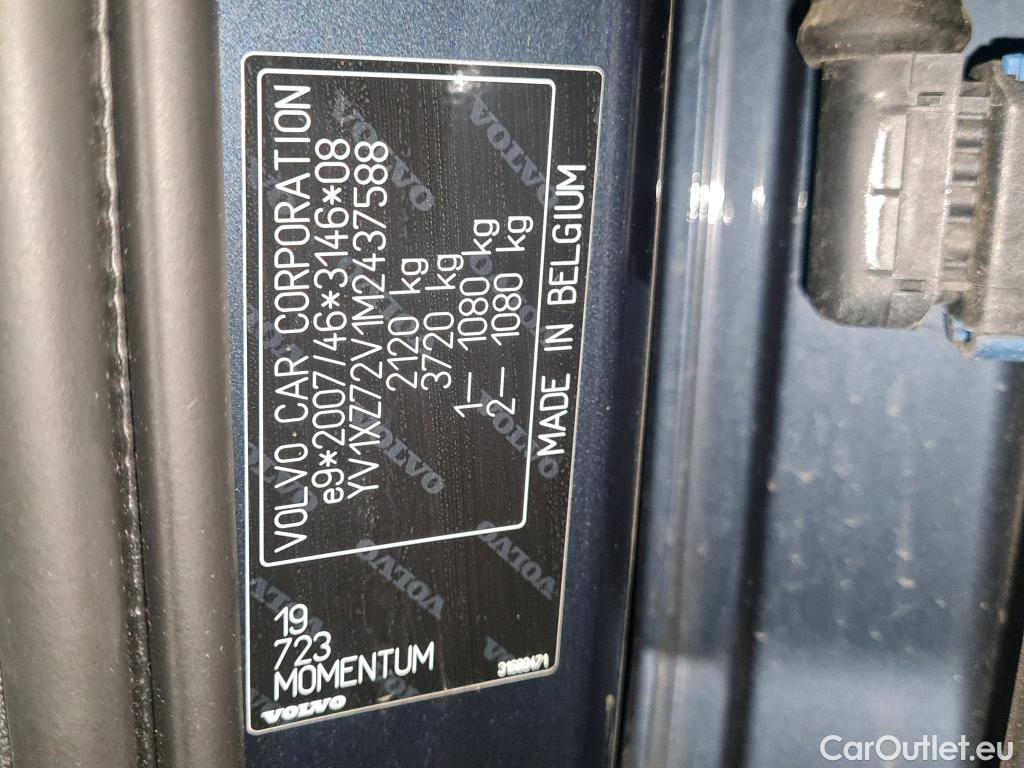 VOLVO CAR CORPORATION
e9*2007/46*3146*08
YV1XZ72V1M2437588
2120 kg
3720 kg
1— 1080 kg
2— 1080 kg
MADE IN BELGIUM
19
723
MOMENTUM
VOLVO
31689471
CarOutlet.eu